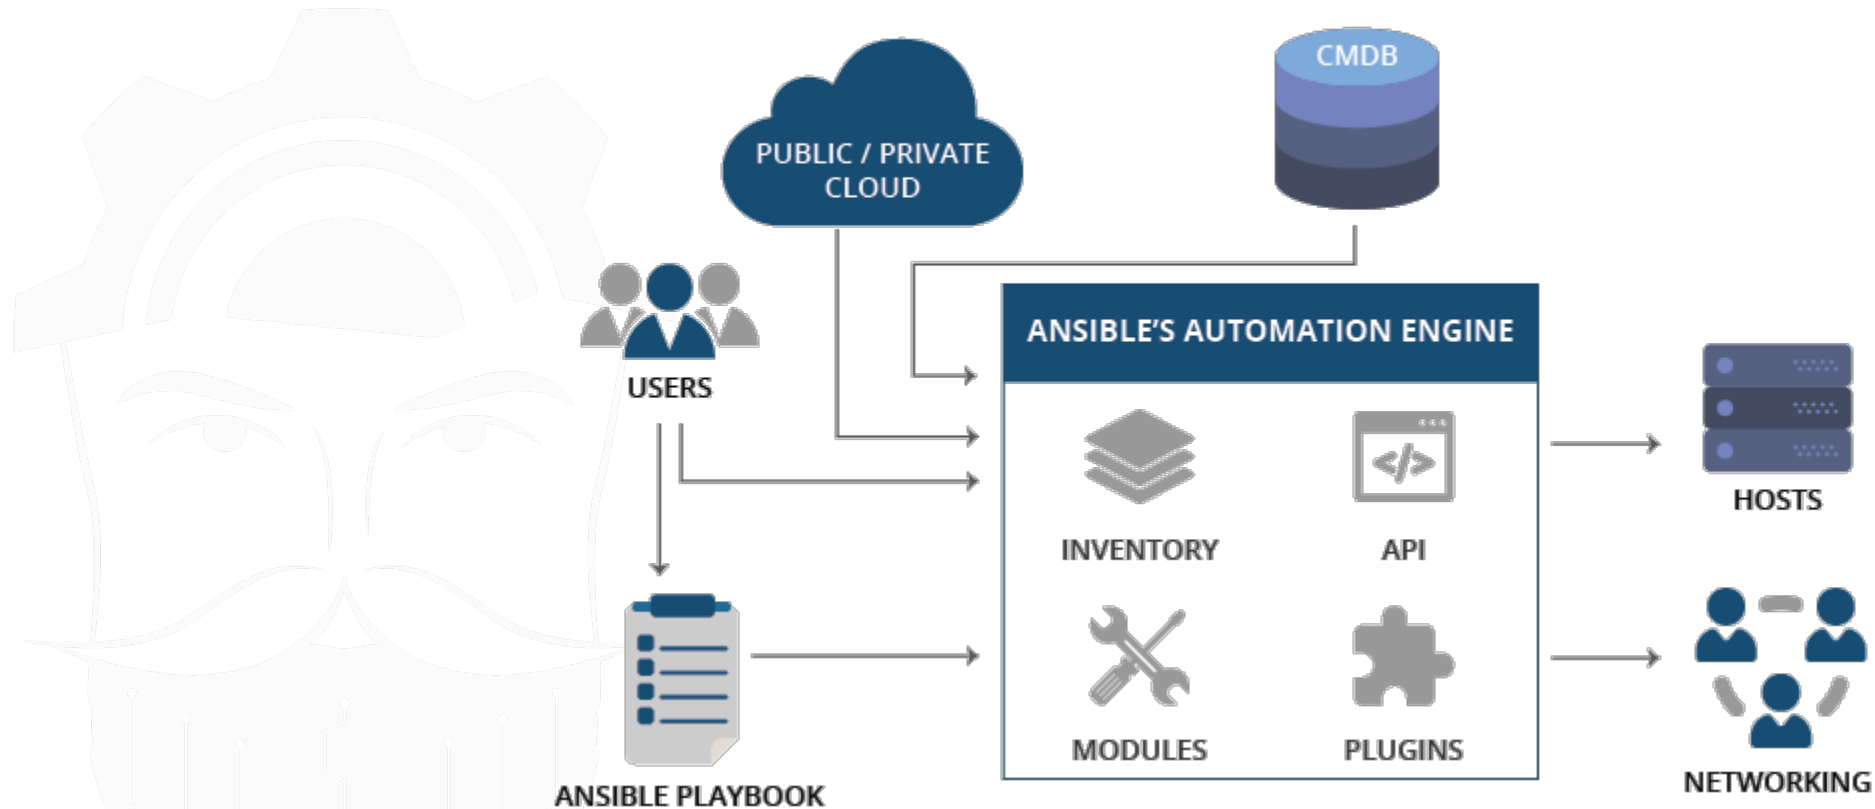 CMDB
PUBLIC / PRIVATE
CLOUD
ANSIBLE'S AUTOMATION ENGINE
USERS
HOSTS
INVENTORY
API
</>
MODULES
PLUGINS
NETWORKING
ANSIBLE PLAYBOOK